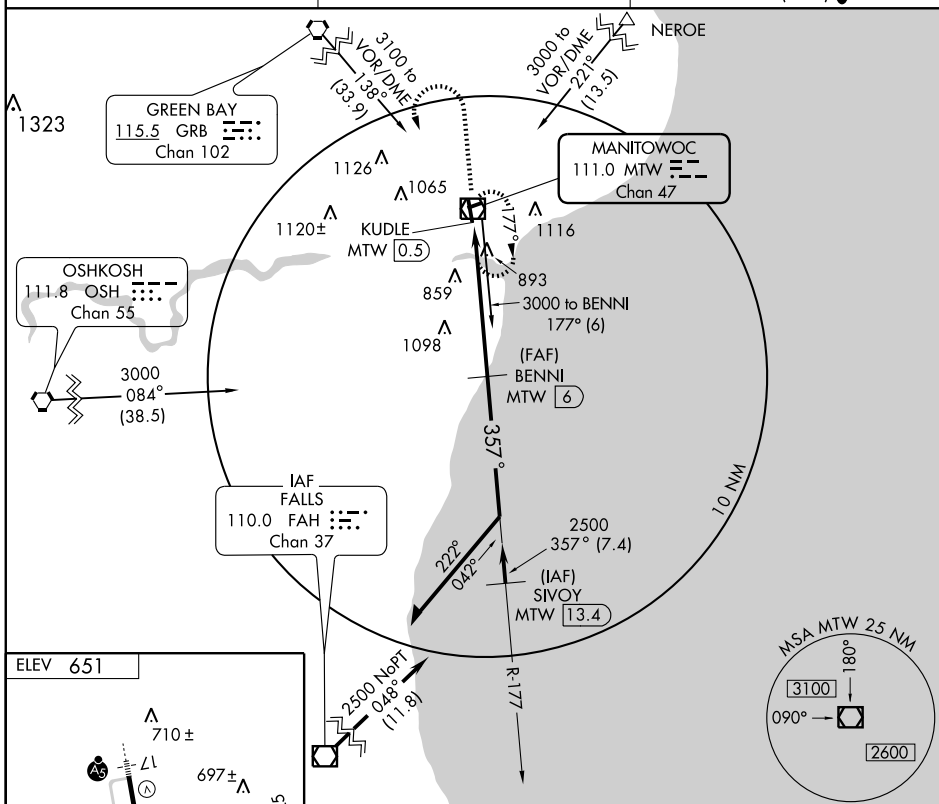 NEROE
3100 to
VOR/DME
138°
(33.9)
3000 to
VOR/DME
221°
(13.5)
1323
GREEN BAY
115.5 GRB
Chan 102
MANITOWOC
111.0 MTW
Chan 47
1126
1065
1120±
KUDLE
MTW 0.5
177°
1116
OSHKOSH
111.8 OSH
Chan 55
859
893
3000 to BENNI
177° (6)
1098
(FAF)
BENNI
MTW 6
3000
084°
(38.5)
357°
10 NM
IAF
FALLS
110.0 FAH
Chan 37
2500
357° (7.4)
222°
042°
(IAF)
SIVOY
MTW 13.4
R-177
2500 NoPT
048°
(11.8)
MSA MTW 25 NM
180°
3100
090°
2600
ELEV 651
710±
A5
17
V
697±